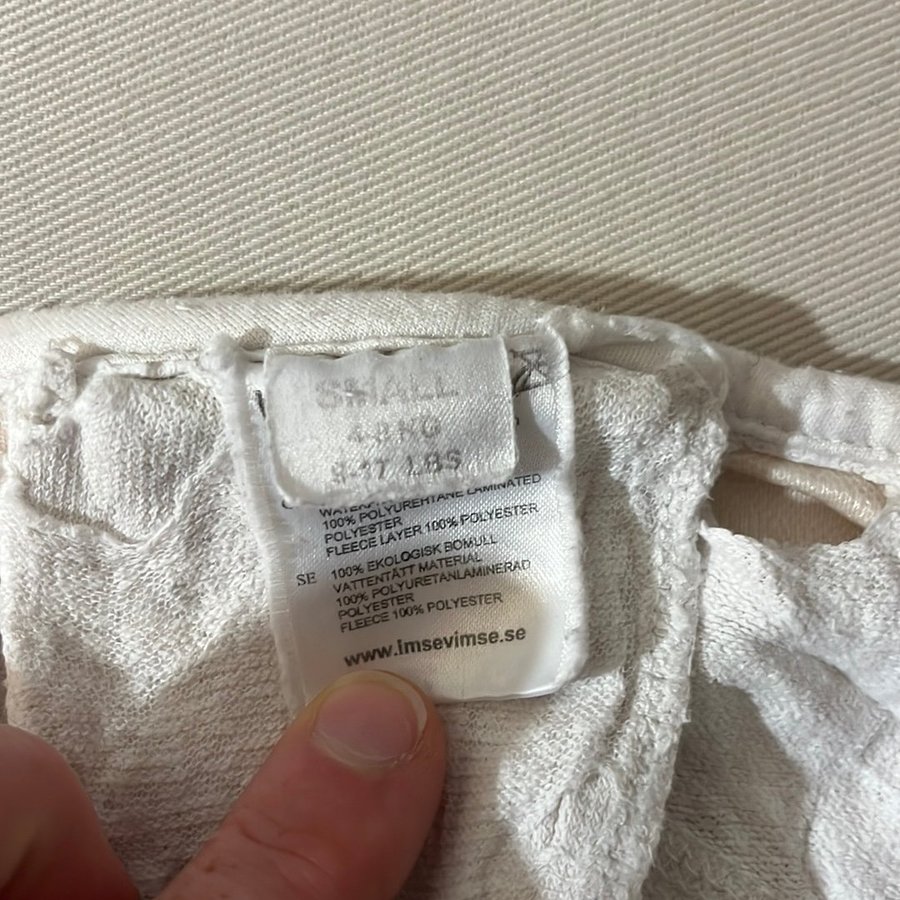 SMALL
4-8 KG
9-17 LBS
100% POLYUREHTANE LAMINATED
POLYESTER
FLEECE LAYER 100% POLYESTER
SE 100% EKOLOGISK BOMULL
VATTENTÄTT MATERIAL
100% POLYURETANLAMINERAD
POLYESTER
FLEECE 100% POLYESTER
www.imsevimse.se